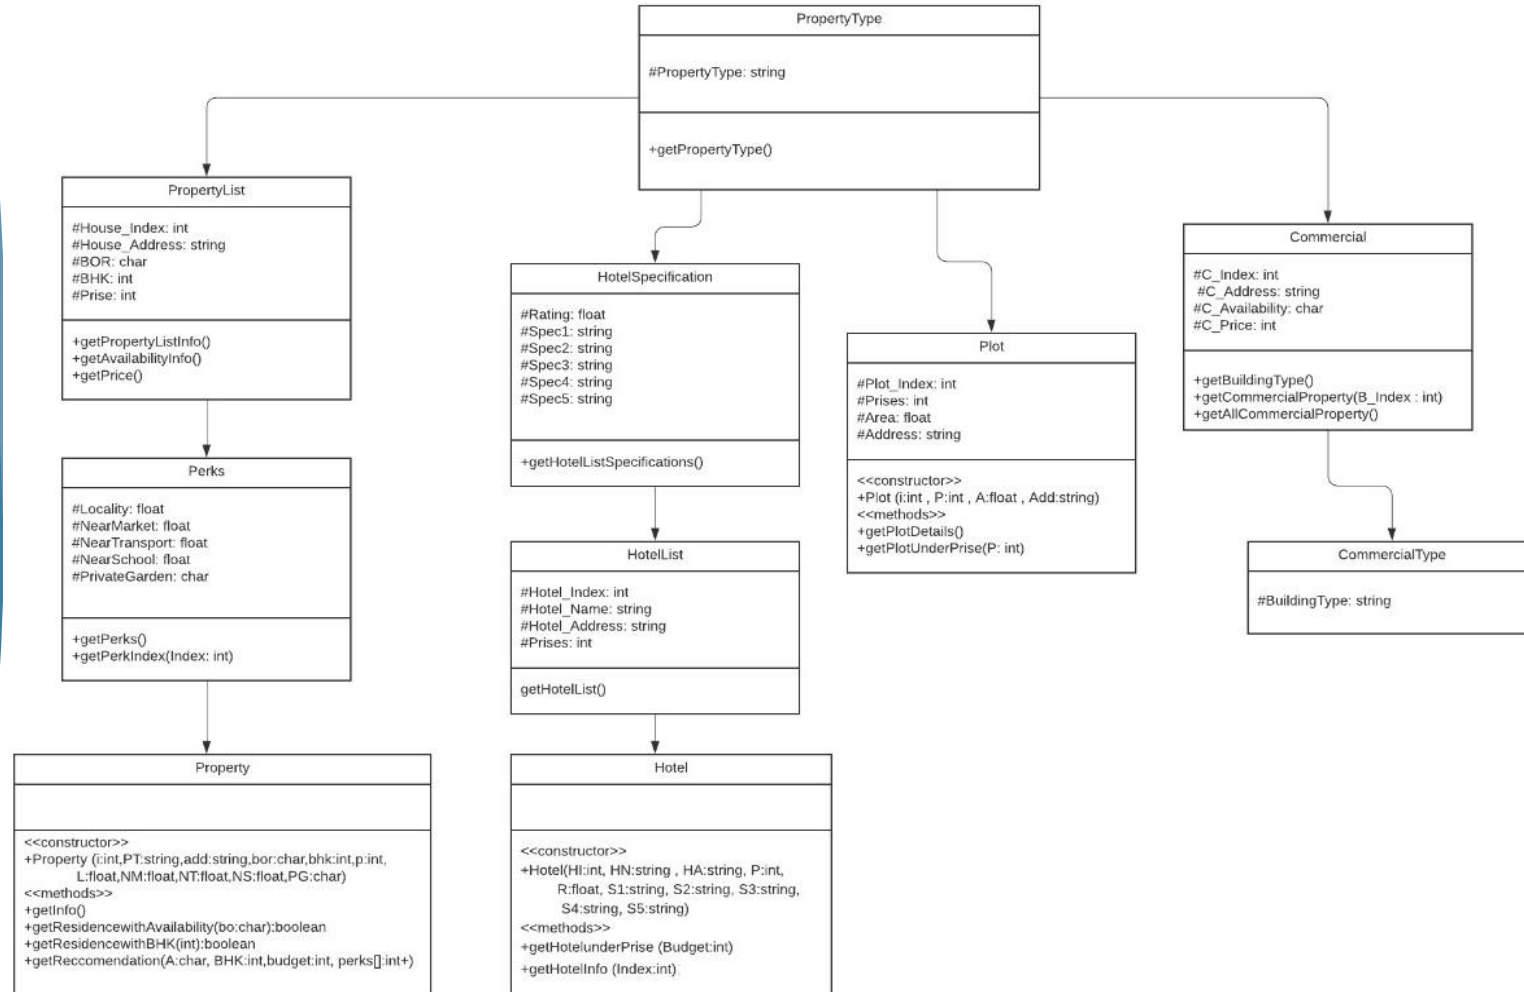 PropertyType
#PropertyType: string
+getPropertyType()
PropertyList
#House_Index: int
#House_Address: string
#BOR: char
#BHK: int
#Prise: int
+getPropertyListInfo()
+getAvailabilityInfo()
+getPrice()
Perks
#Locality: float
#NearMarket: float
#NearTransport: float
#NearSchool: float
#PrivateGarden: char
+getPerks()
+getPerkIndex(Index: int)
Property
<<constructor>>
+Property (i:int,PT:string,add:string,bor:char,bhk:int,p:int,
L:float,NM:float,NT:float,NS:float,PG:char)
<<methods>>
+getInfo()
+getResidencewithAvailability(bo:char):boolean
+getResidencewithBHK(int):boolean
+getReccomendation(A:char, BHK:int,budget:int, perks[]:int+)
HotelSpecification
#Rating: float
#Spec1: string
#Spec2: string
#Spec3: string
#Spec4: string
#Spec5: string
+getHotelListSpecifications()
HotelList
#Hotel_Index: int
#Hotel_Name: string
#Hotel_Address: string
#Prises: int
getHotelList()
Hotel
<<constructor>>
+Hotel(HI:int, HN:string , HA:string, P:int,
R:float, S1:string, S2:string, S3:string,
S4:string, S5:string)
<<methods>>
+getHotelunderPrise (Budget:int)
+getHotelInfo (Index:int)
Plot
#Plot_Index: int
#Prises: int
#Area: float
#Address: string
<<constructor>>
+Plot (i:int , P:int , A:float , Add:string)
<<methods>>
+getPlotDetails()
+getPlotUnderPrise(P: int)
Commercial
#C_Index: int
#C_Address: string
#C_Availability: char
#C_Price: int
+getBuildingType()
+getCommercialProperty(B_Index : int)
+getAllCommercialProperty()
CommercialType
#BuildingType: string